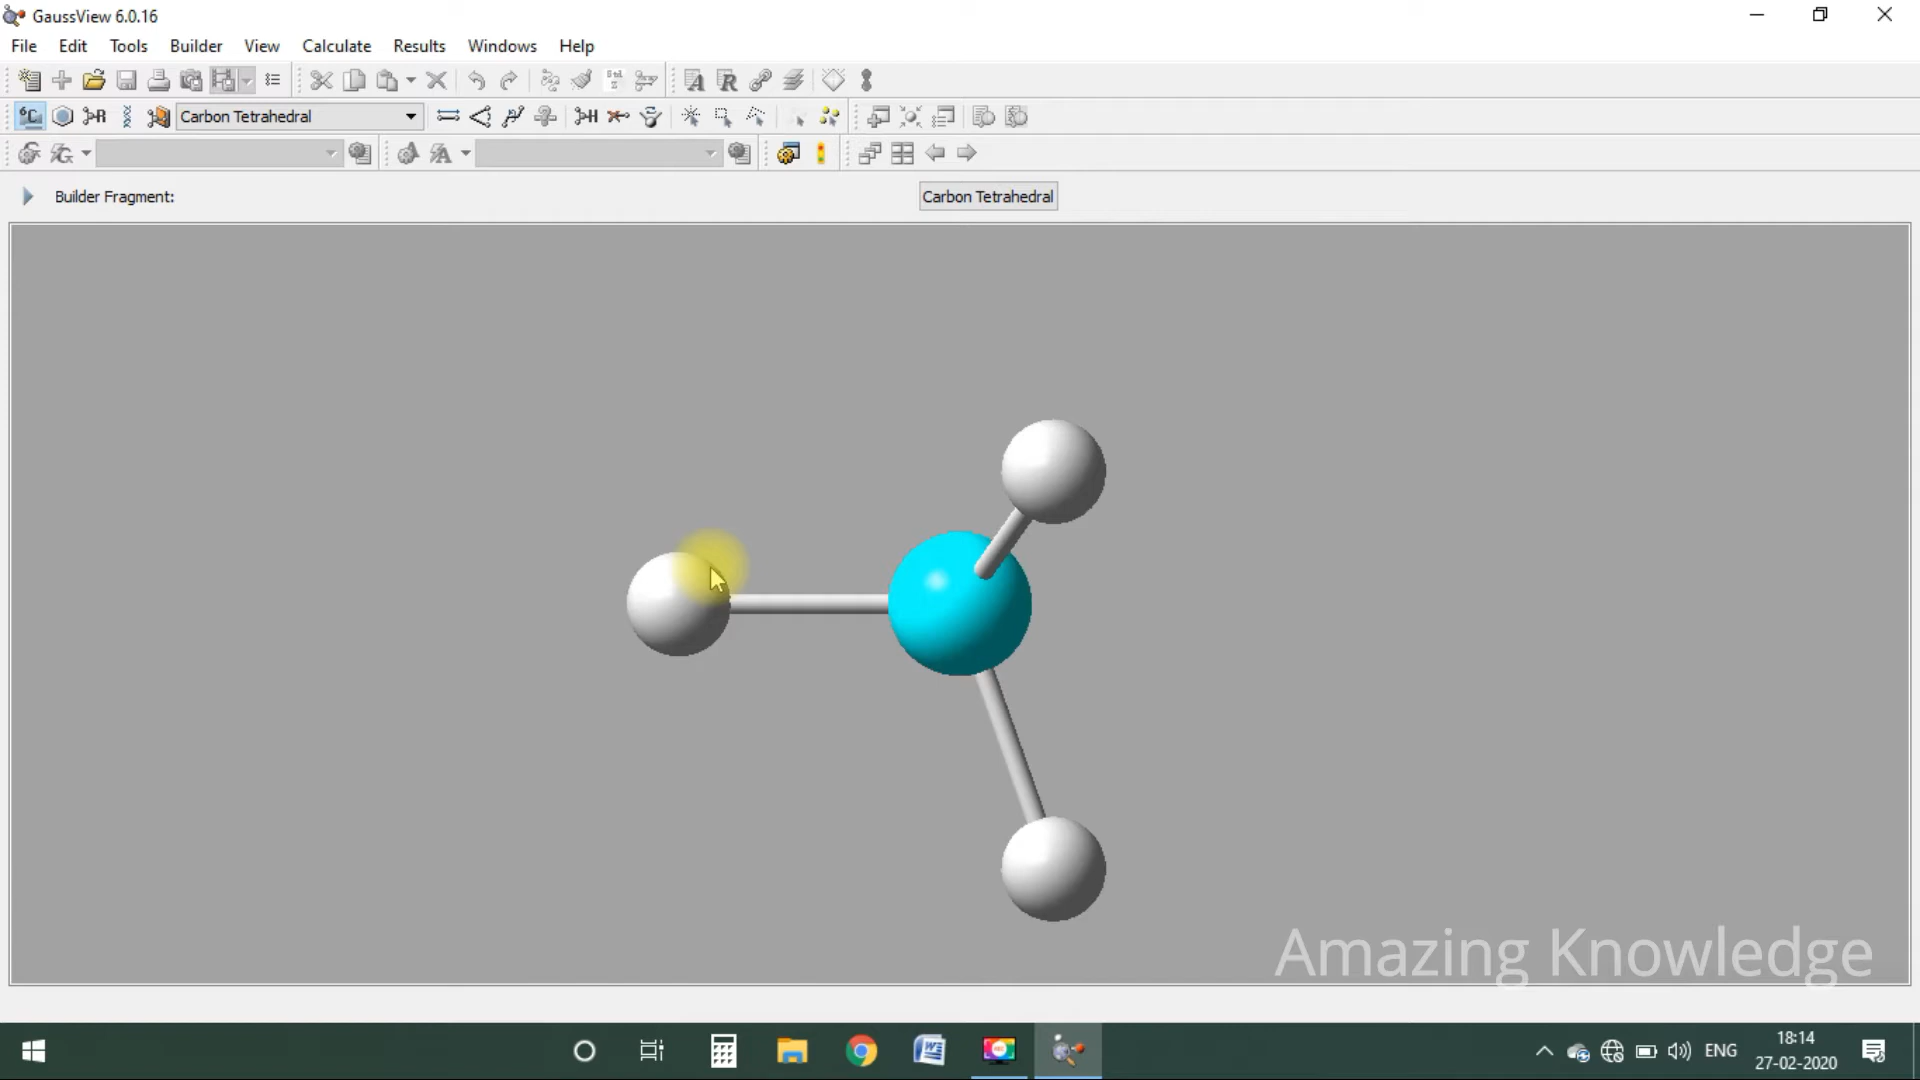 GaussView 6.0.16
File Edit Tools Builder View Calculate Results Windows Help
Carbon Tetrahedral
Builder Fragment:
Carbon Tetrahedral
Amazing Knowledge
ENG
18:14
27-02-2020